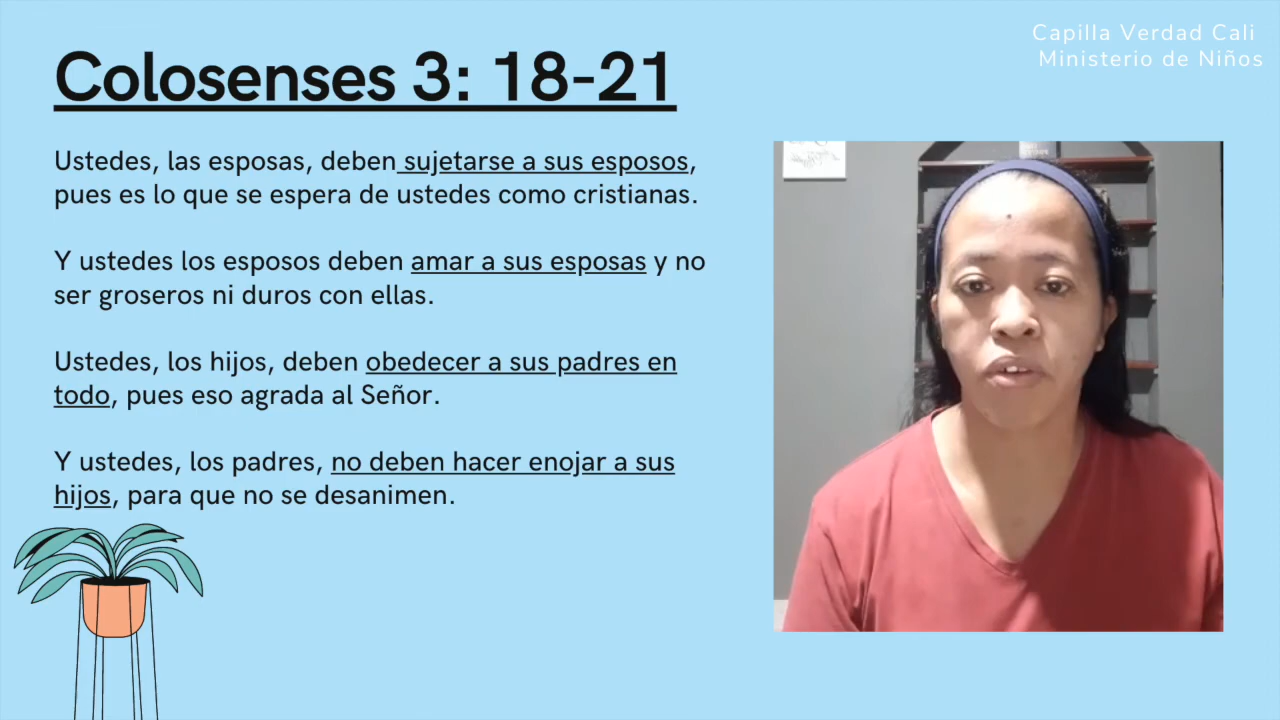 Capilla Verdad Cali
Ministerio de Niños
Colosenses 3: 18-21
Ustedes, las esposas, deben sujetarse a sus esposos,
pues es lo que se espera de ustedes como cristianas.
Y ustedes los esposos deben amar a sus esposas y no
ser groseros ni duros con ellas.
Ustedes, los hijos, deben obedecer a sus padres en
todo, pues eso agrada al Señor.
Y ustedes, los padres, no deben hacer enojar a sus
hijos, para que no se desanimen.